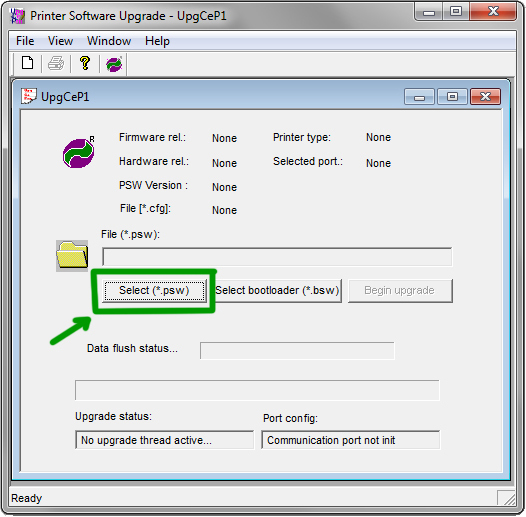 Printer Software Upgrade - UpgCeP1
File View Window Help
UpgCeP1
R
Firmware rel.: None Printer type: None
Hardware rel.: None Selected port.: None
PSW Version : None
File [*.cfg]: None
File (*.psw):
Select (*.psw) Select bootloader (*.bsw) Begin upgrade
Data flush status...
Upgrade status: Port config:
No upgrade thread active... Communication port not init
Ready